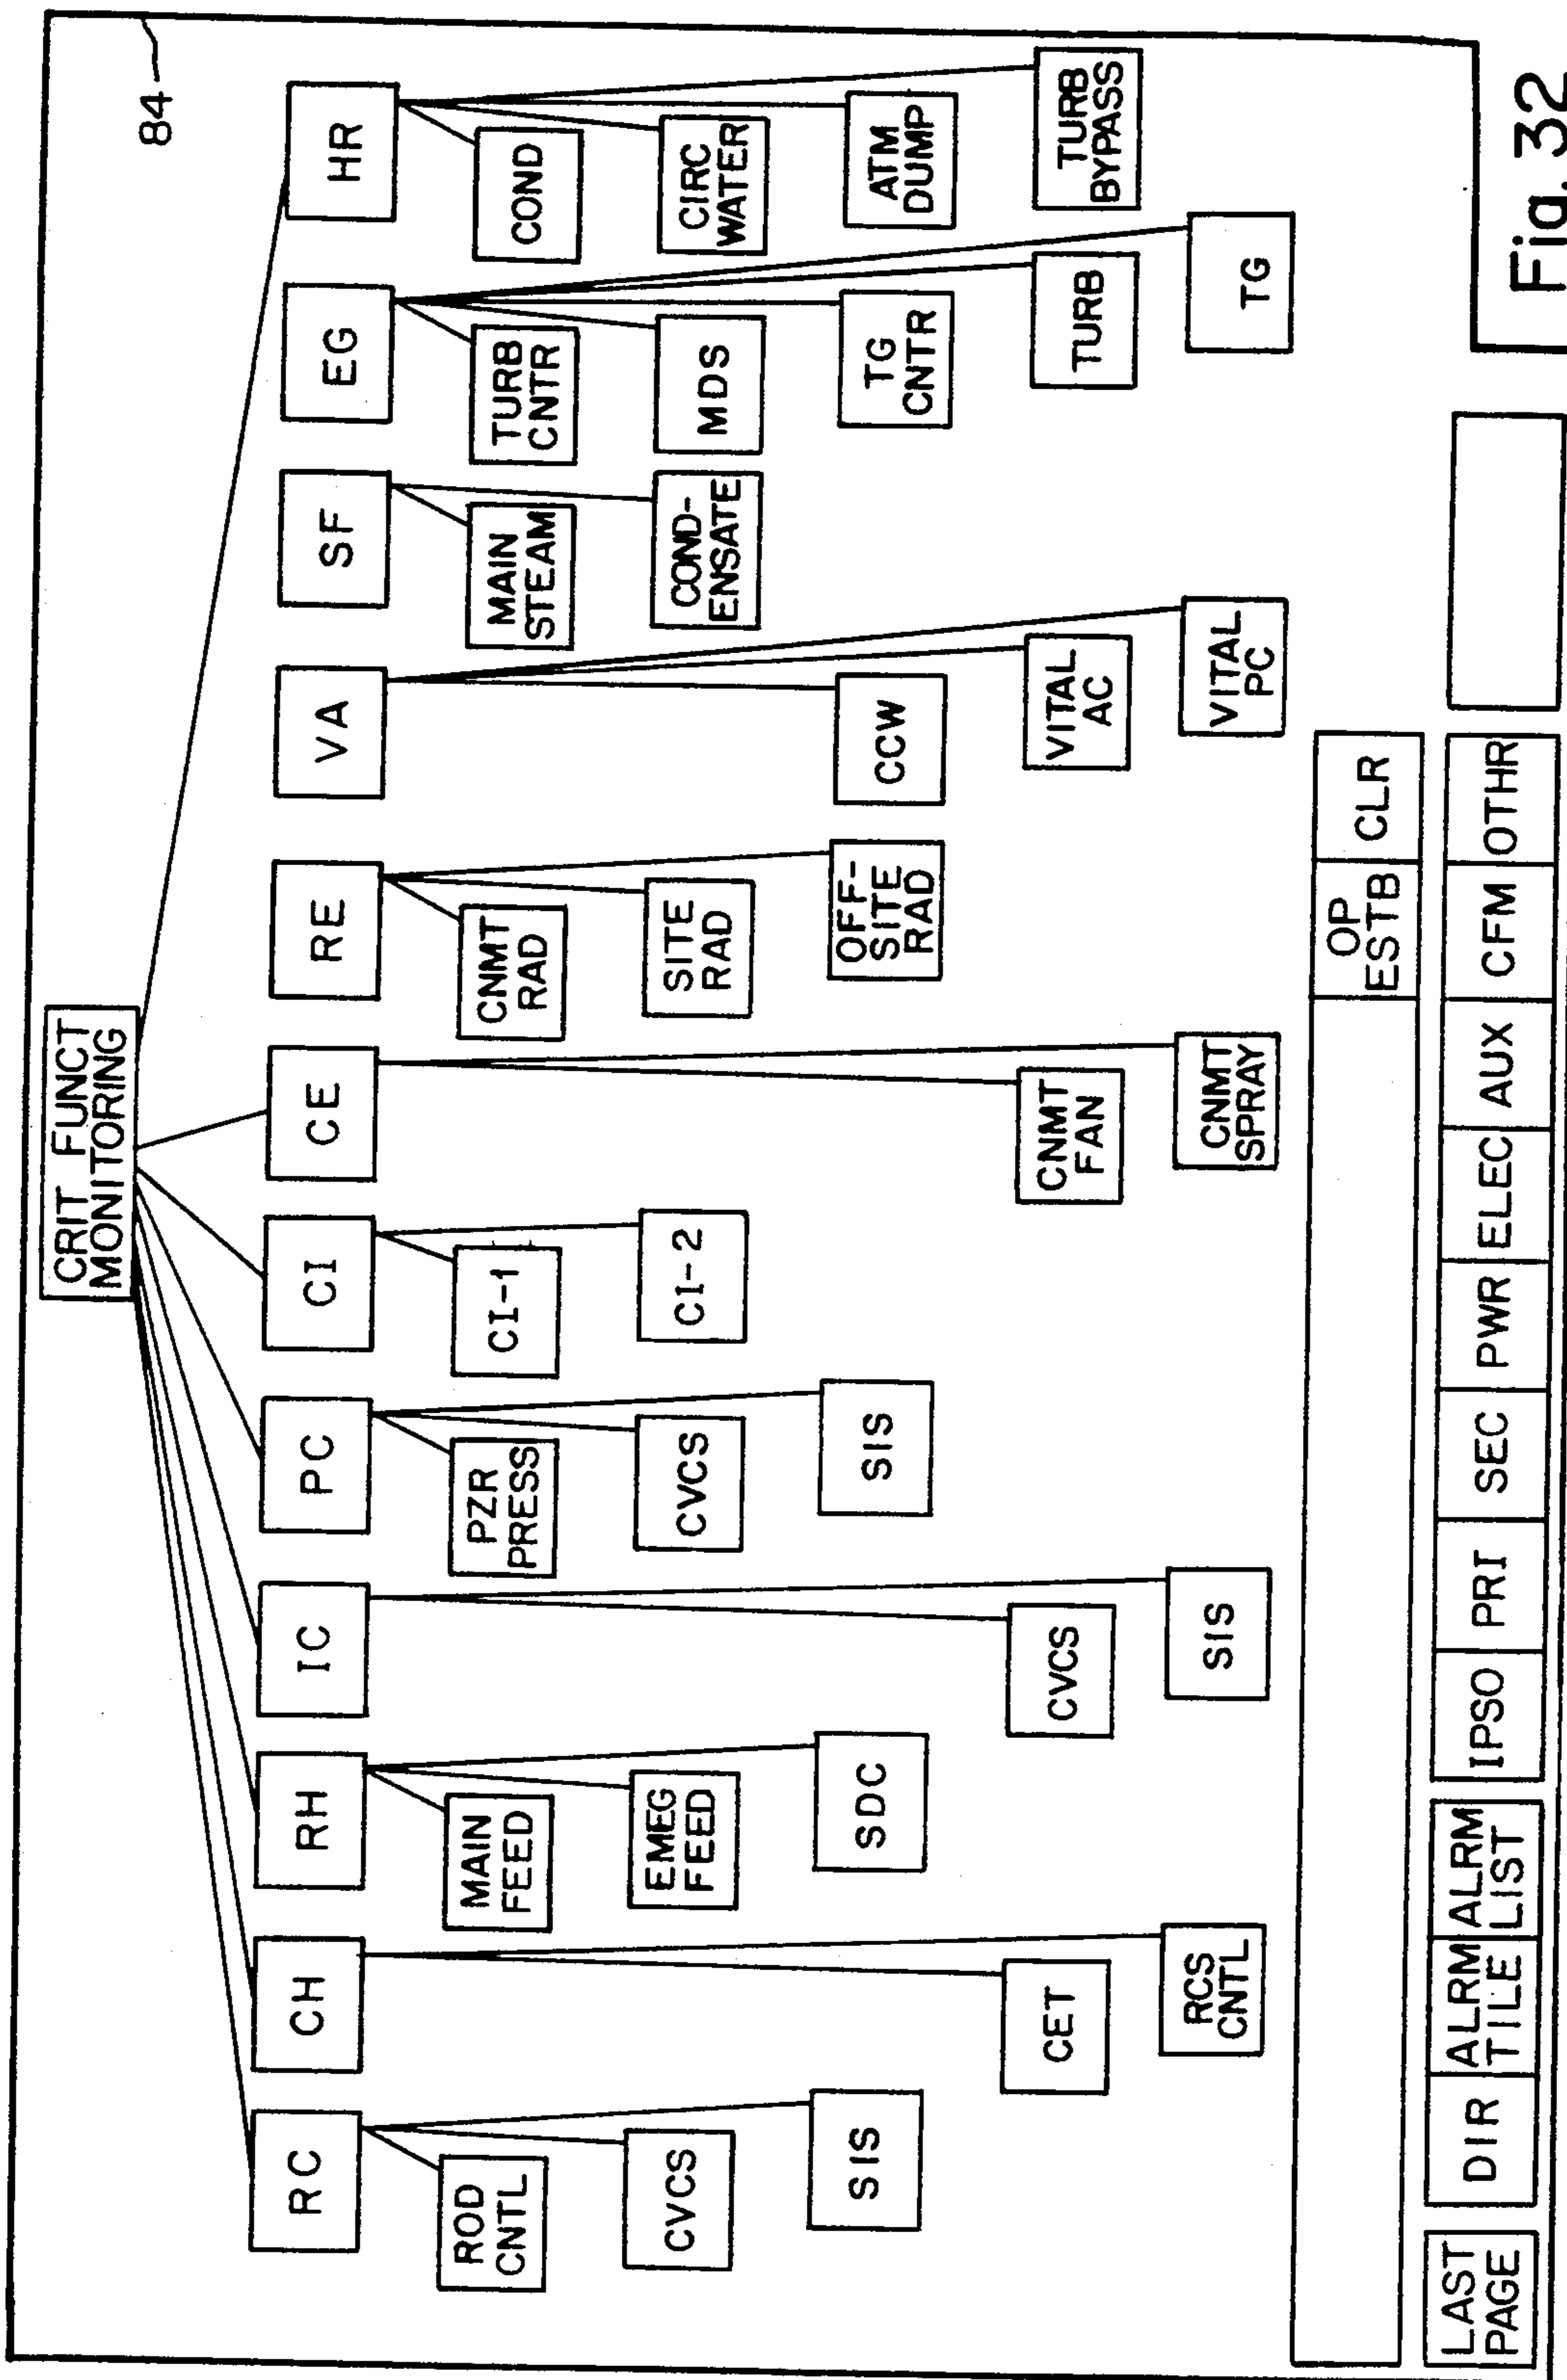 84
CRIT FUNCT
MONITORING
RC
CH
RH
IC
PC
CI
CE
RE
VA
SF
EG
HR
ROD
CNTL
MAIN
FEED
PZR
PRESS
CI-1
CNMT
RAD
MAIN
STEAM
TURB
CNTR
COND
CVCS
EMEG
FEED
CVCS
CI-2
SITE
RAD
COND-
ENSATE
MDS
CIRC
WATER
SIS
SDC
SIS
OFF-
SITE
RAD
CCW
TG
CNTR
ATM
DUMP
CET
CVCS
CNMT
FAN
VITAL
AC
TURB
TURB
BYPASS
RCS
CNTL
SIS
CNMT
SPRAY
VITAL
PC
TG
OP
ESTB
CLR
LAST
PAGE
DIR
ALRM
TILE
ALRM
LIST
IPSO
PRI
SEC
PWR
ELEC
AUX
CFM
OTHR
Fig. 32